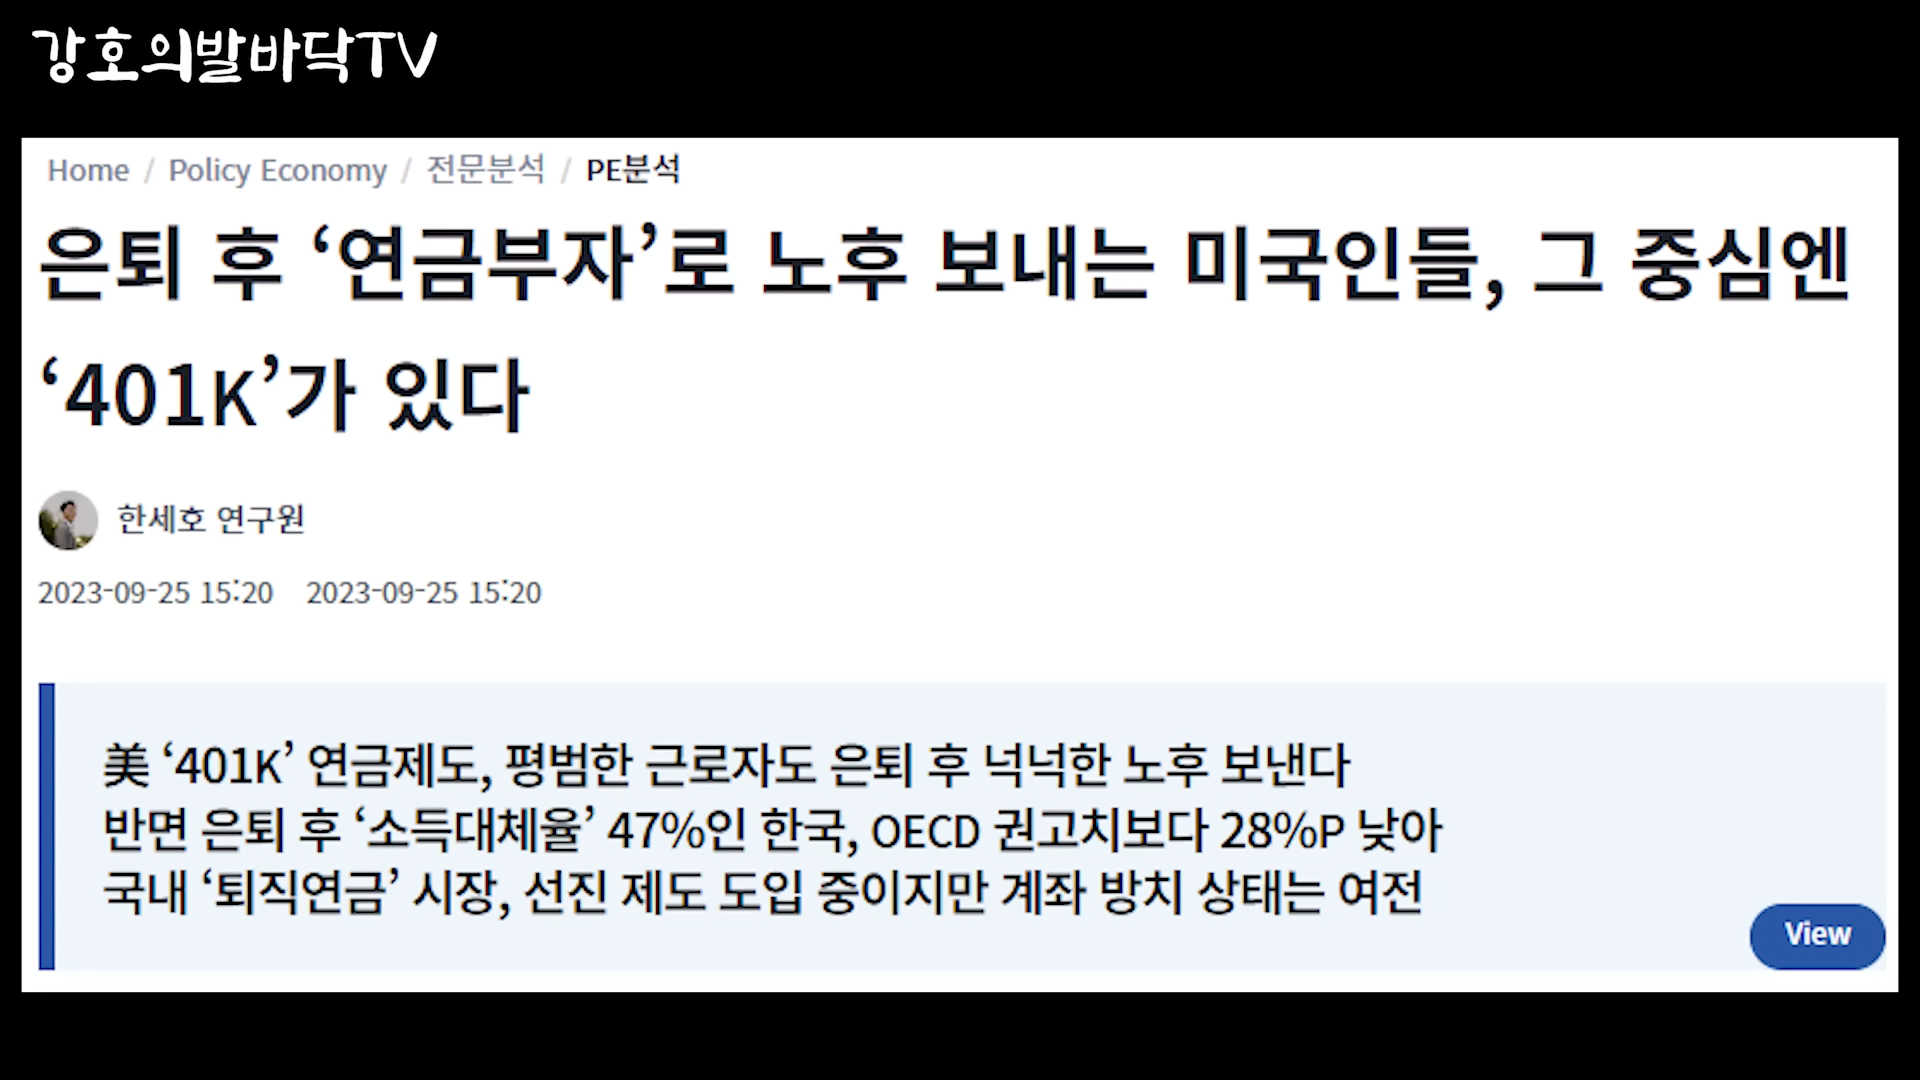 강호의발바닥TV
Home / Policy Economy / 전문분석 / PE분석
은퇴 후 ‘연금부자’로 노후 보내는 미국인들, 그 중심엔
‘401K’가 있다
한세호 연구원
2023-09-25 15:20 2023-09-25 15:20
美 ‘401K’ 연금제도, 평범한 근로자도 은퇴 후 넉넉한 노후 보낸다
반면 은퇴 후 ‘소득대체율’ 47%인 한국, OECD 권고치보다 28%P 낮아
국내 ‘퇴직연금’ 시장, 선진 제도 도입 중이지만 계좌 방치 상태는 여전
View